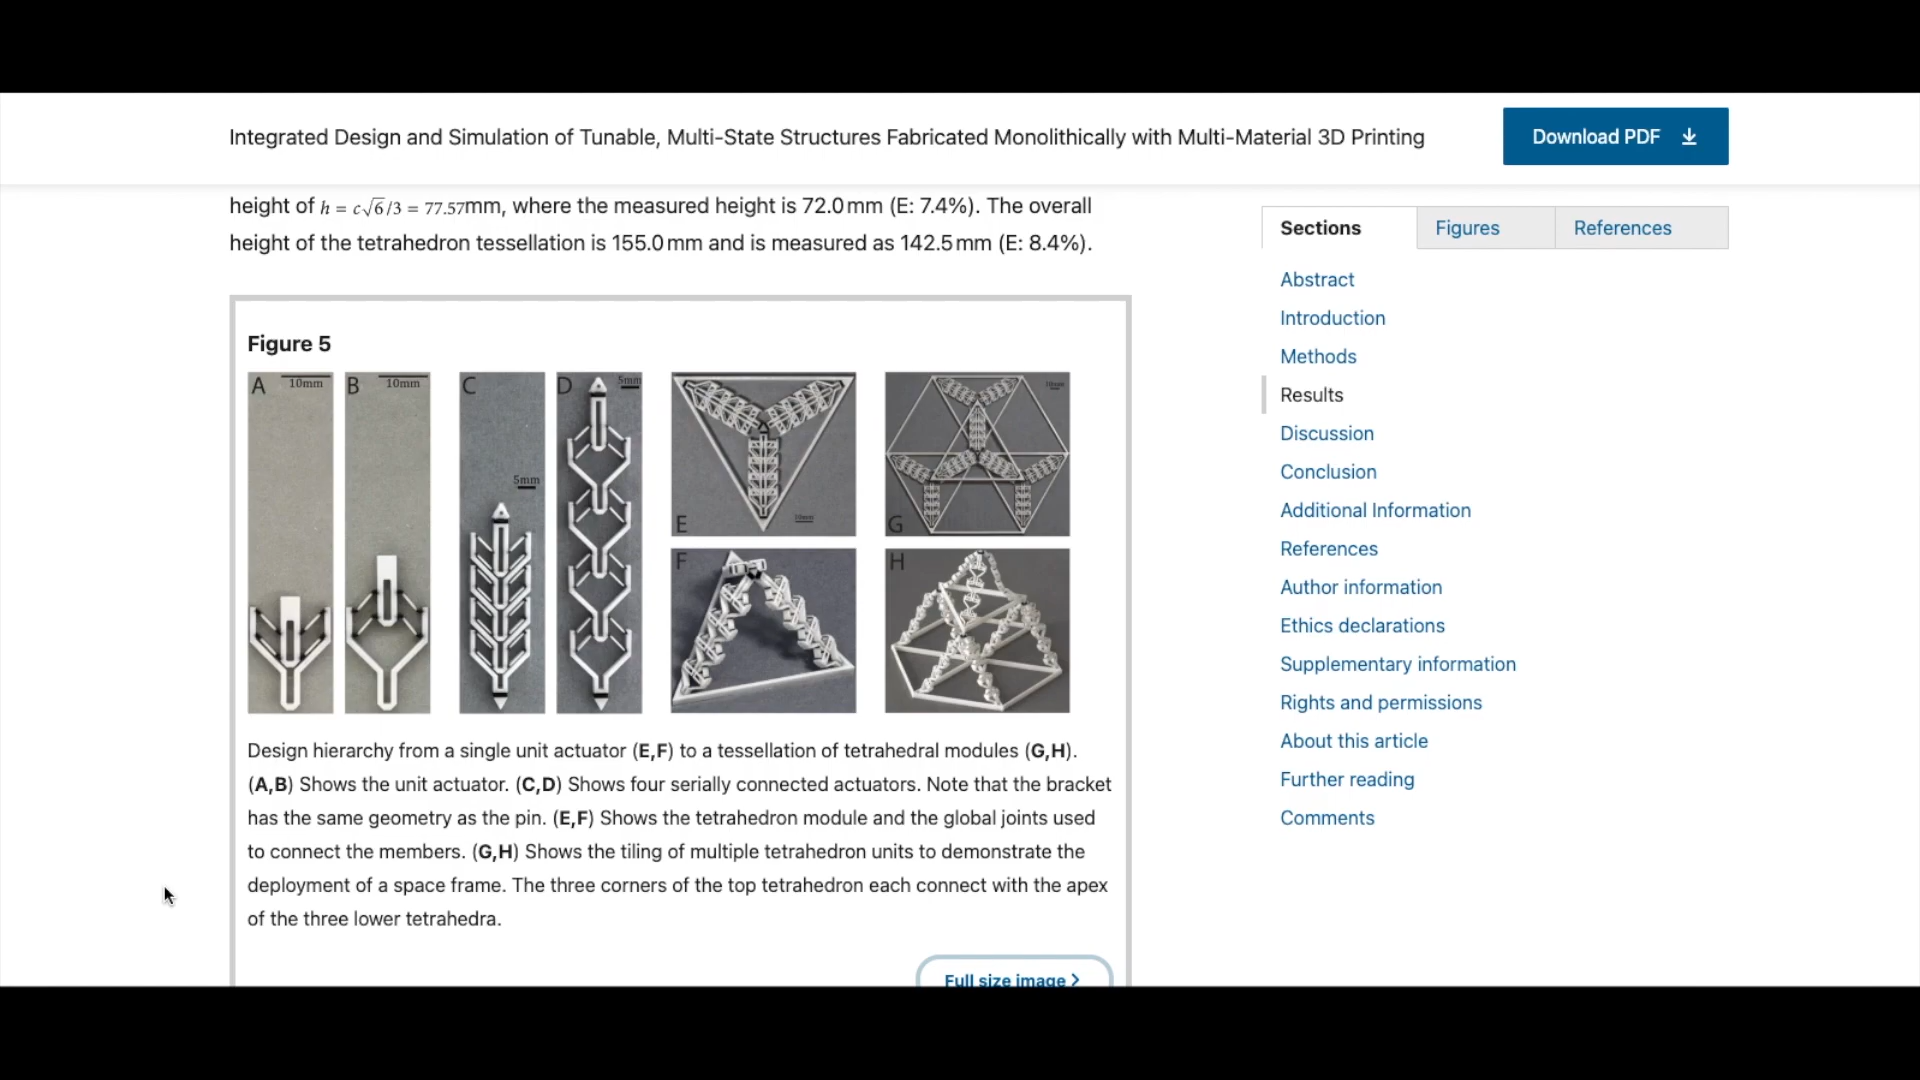 Integrated Design and Simulation of Tunable, Multi-State Structures Fabricated Monolithically with Multi-Material 3D Printing
Download PDF
height of h = c√6/3 = 77.57mm, where the measured height is 72.0 mm (E: 7.4%). The overall
height of the tetrahedron tessellation is 155.0 mm and is measured as 142.5 mm (E: 8.4%).
Figure 5
A 10mm B 10mm C D 5mm
5mm
E
10mm
G
10mm
F
H
Design hierarchy from a single unit actuator (E,F) to a tessellation of tetrahedral modules (G,H).
(A,B) Shows the unit actuator. (C,D) Shows four serially connected actuators. Note that the bracket
has the same geometry as the pin. (E,F) Shows the tetrahedron module and the global joints used
to connect the members. (G,H) Shows the tiling of multiple tetrahedron units to demonstrate the
deployment of a space frame. The three corners of the top tetrahedron each connect with the apex
of the three lower tetrahedra.
Full size image
Sections Figures References
Abstract
Introduction
Methods
Results
Discussion
Conclusion
Additional Information
References
Author information
Ethics declarations
Supplementary information
Rights and permissions
About this article
Further reading
Comments